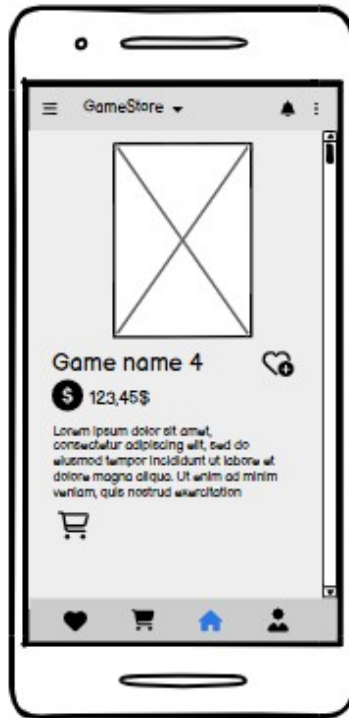 GameStore
Game name 4
$ 123,45$
Lorem ipsum dolor sit amet,
consectetur adipiscing elit, sed do
eiusmod tempor incididunt ut labore et
dolore magna aliqua. Ut enim ad minim
veniam, quis nostrud exercitation